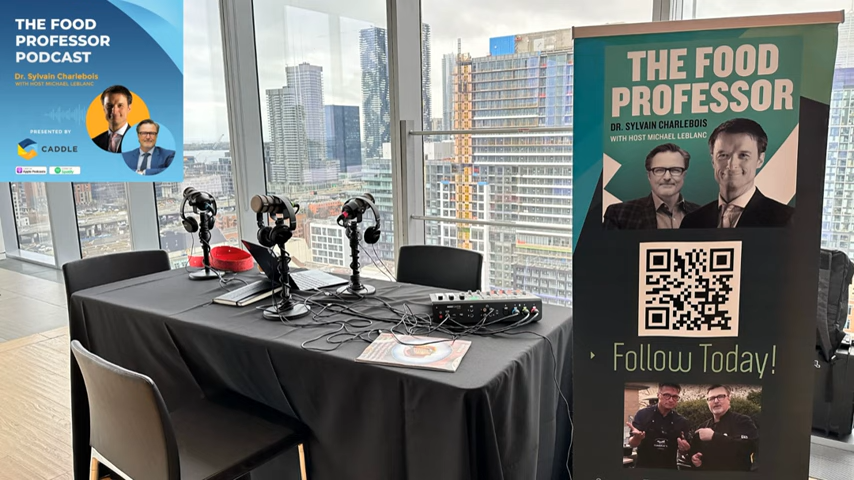 THE FOOD
PROFESSOR
PODCAST
Dr. Sylvain Charlebois
WITH HOST MICHAEL LEBLANC
PRESENTED BY
CADDLE
THE FOOD
PROFESSOR
DR. SYLVAIN CHARLEBOIS
WITH HOST MICHAEL LEBLANC
Follow Today!